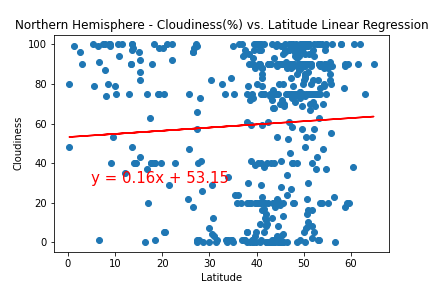 Northern Hemisphere - Cloudiness(%) vs. Latitude Linear Regression
100
80
60
40
20
0
Cloudiness
y = 0.16x + 53.15
0 10 20 30 40 50 60
Latitude